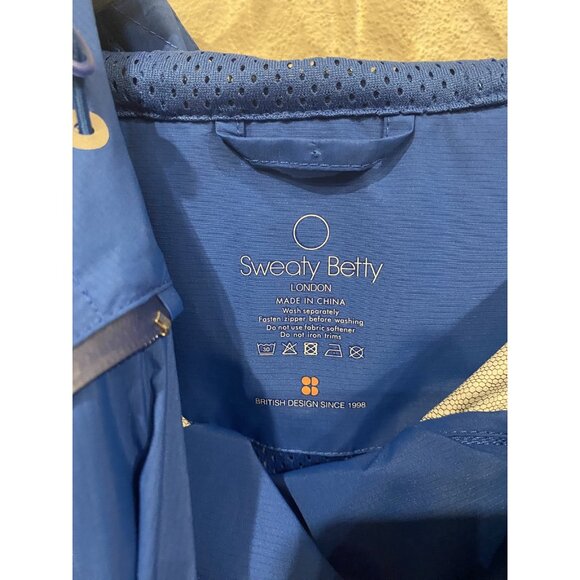 Sweaty Betty
LONDON
MADE IN CHINA
Wash separately
Fasten zipper before washing
Do not use fabric softener
Do not iron trims
30
BRITISH DESIGN SINCE 1998